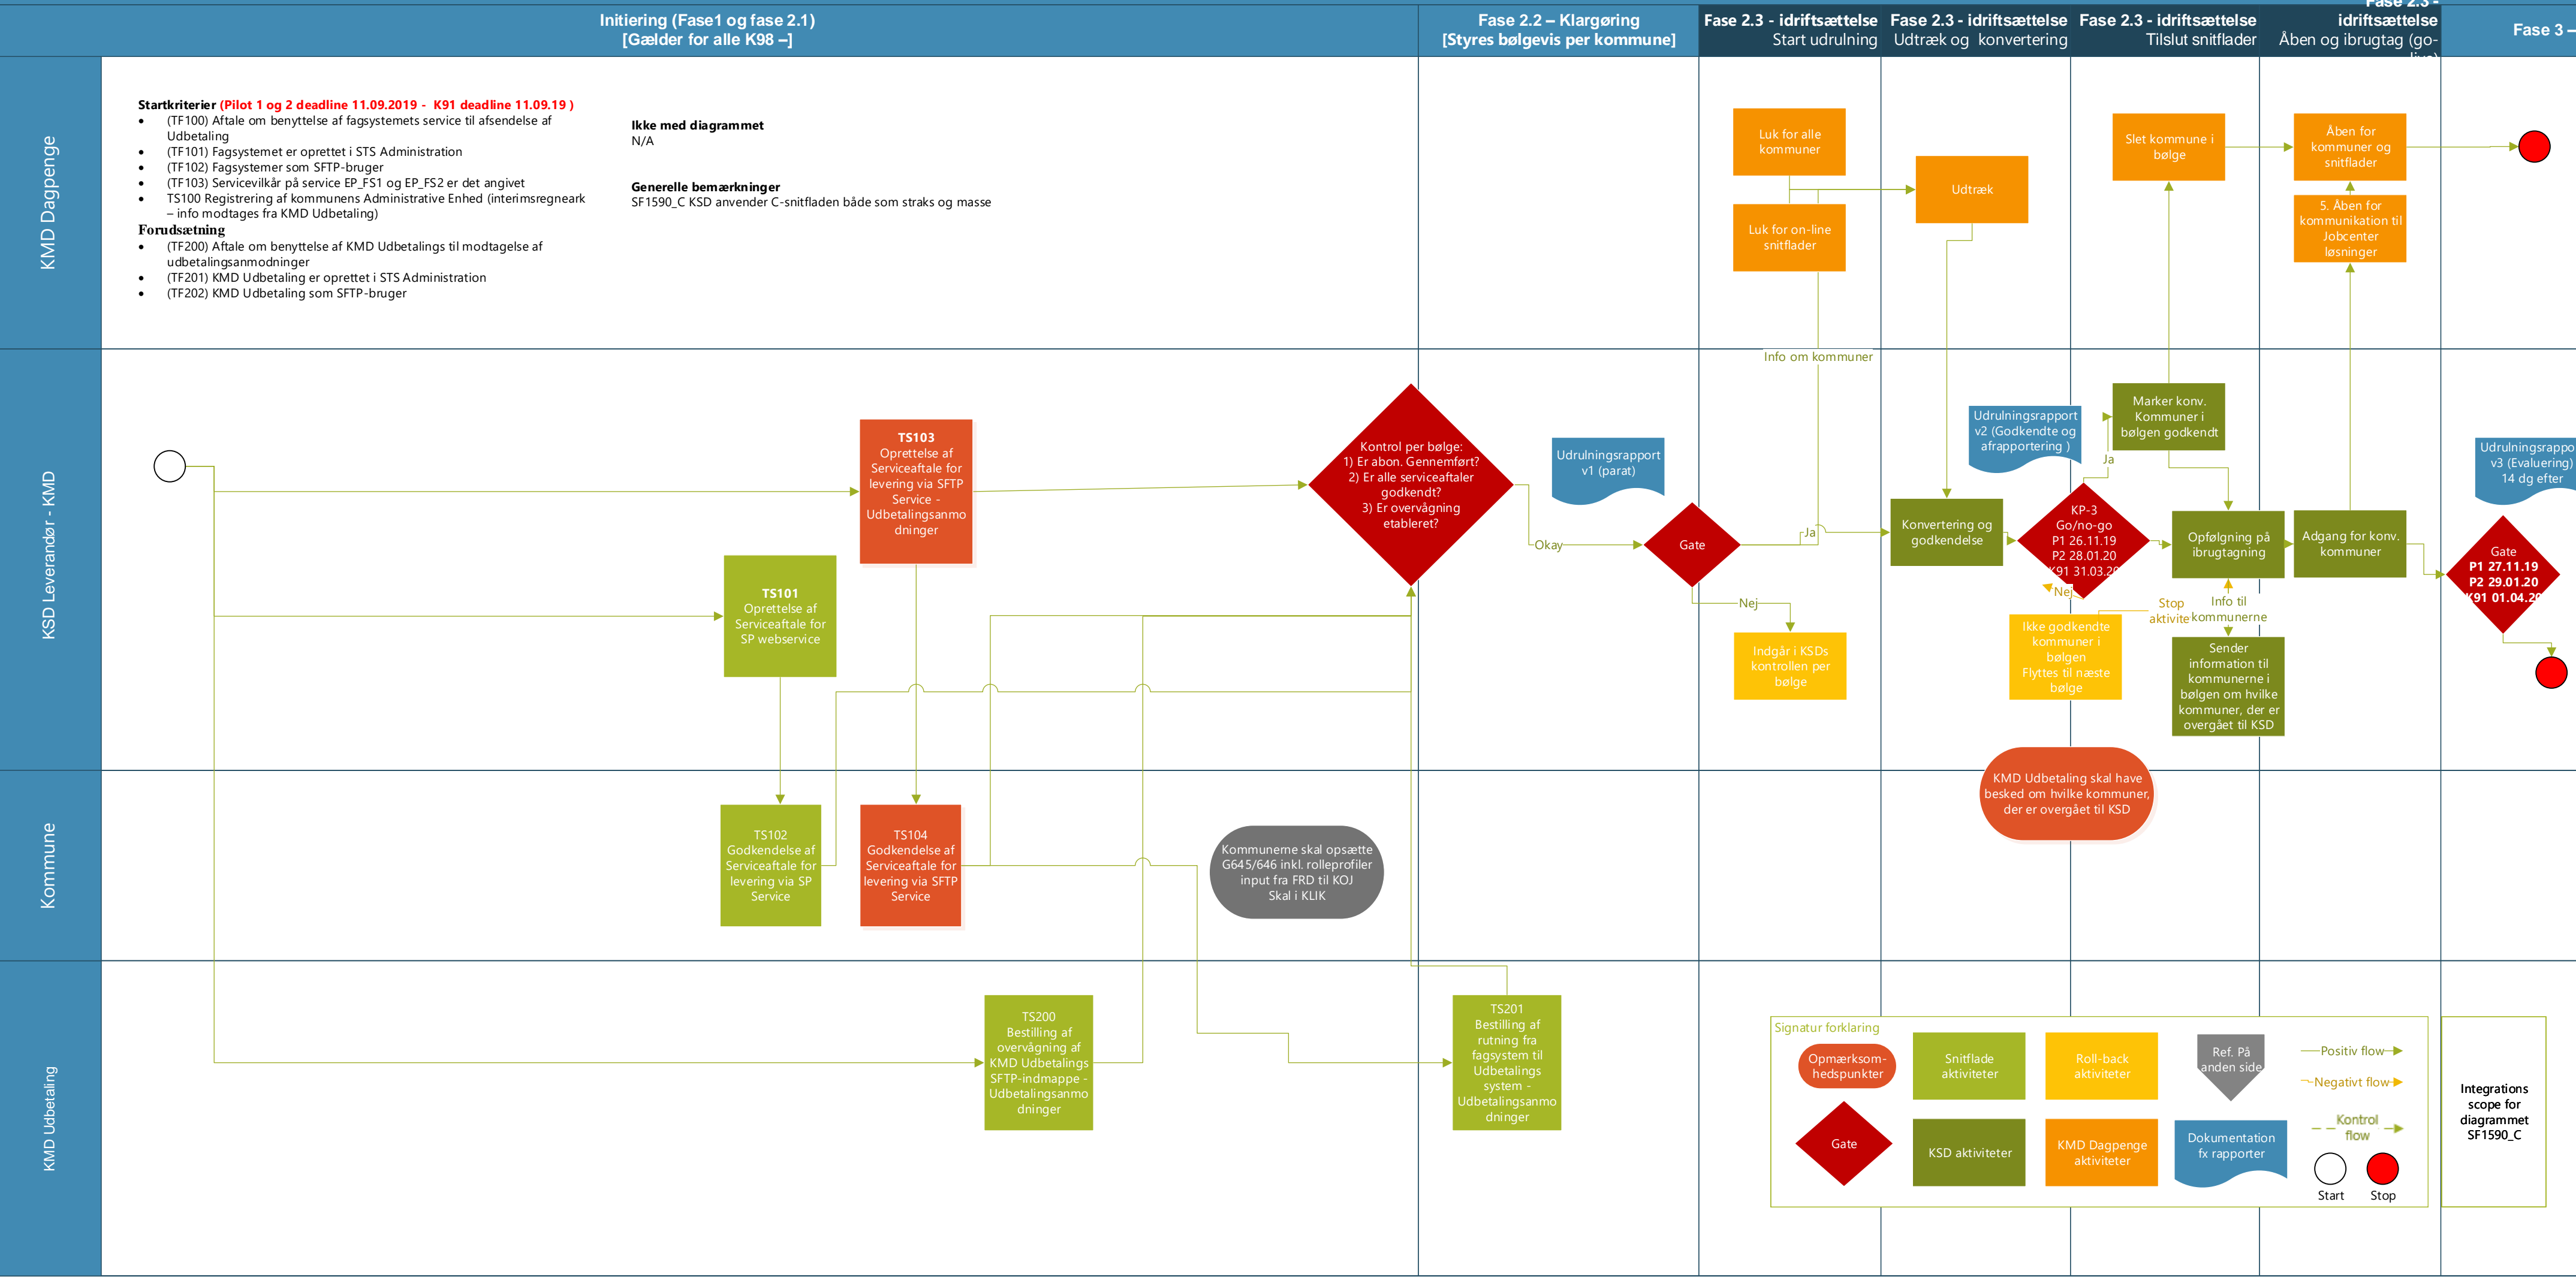 Initiering (Fase1 og fase 2.1)
[Gælder for alle K98 –]
Fase 2.2 – Klargøring
[Styres bølgevis per kommune]
Fase 2.3 - idriftsættelse
Start udrulning
Fase 2.3 - idriftsættelse
Udtræk og konvertering
Fase 2.3 - idriftsættelse
Tilslut snitflader
Fase 2.3 -
idriftsættelse
Åben og ibrugtag (go-
live)
Fase 3 –
KMD Dagpenge
Startkriterier (Pilot 1 og 2 deadline 11.09.2019 - K91 deadline 11.09.19 )
• (TF100) Aftale om benyttelse af fagsystemets service til afsendelse af
Udbetaling
• (TF101) Fagsystemet er oprettet i STS Administration
• (TF102) Fagsystemer som SFTP-bruger
• (TF103) Servicevilkår på service EP_FS1 og EP_FS2 er det angivet
• TS100 Registrering af kommunens Administrative Enhed (interimsregneark
– info modtages fra KMD Udbetaling)
Forudsætning
• (TF200) Aftale om benyttelse af KMD Udbetalings til modtagelse af
udbetalingsanmodninger
• (TF201) KMD Udbetaling er oprettet i STS Administration
• (TF202) KMD Udbetaling som SFTP-bruger
Ikke med diagrammet
N/A
Generelle bemærkninger
SF1590_C KSD anvender C-snitfladen både som straks og masse
Luk for alle
kommuner
Luk for on-line
snitflader
Udtræk
Slet kommune i
bølge
Åben for
kommuner og
snitflader
5. Åben for
kommunikation til
Jobcenter
løsninger
KSD Leverandør - KMD
Info om kommuner
TS103
Oprettelse af
Serviceaftale for
levering via SFTP
Service -
Udbetalingsanmo
dninger
TS101
Oprettelse af
Serviceaftale for
SP webservice
Kontrol per bølge:
1) Er abon. Gennemført?
2) Er alle serviceaftaler
godkendt?
3) Er overvågning
etableret?
Okay
Udrulningsrapport
v1 (parat)
Gate
Ja
Nej
Indgår i KSDs
kontrollen per
bølge
Konvertering og
godkendelse
Udrulningsrapport
v2 (Godkendte og
afrapportering )
KP-3
Go/no-go
P1 26.11.19
P2 28.01.20
K91 31.03.20
Ja
Nej
Marker konv.
Kommuner i
bølgen godkendt
Ikke godkendte
kommuner i
bølgen
Flyttes til næste
bølge
Stop
aktivite
Opfølgning på
ibrugtagning
Info til
kommunerne
Sender
information til
kommunerne i
bølgen om hvilke
kommuner, der er
overgået til KSD
Adgang for konv.
kommuner
Udrulningsrappo
v3 (Evaluering)
14 dg efter
Gate
P1 27.11.19
P2 29.01.20
K91 01.04.20
KMD Udbetaling skal have
besked om hvilke kommuner,
der er overgået til KSD
Kommune
TS102
Godkendelse af
Serviceaftale for
levering via SP
Service
TS104
Godkendelse af
Serviceaftale for
levering via SFTP
Service
Kommunerne skal opsætte
G645/646 inkl. rolleprofiler
input fra FRD til KOJ
Skal i KLIK
KMD Udbetaling
TS200
Bestilling af
overvågning af
KMD Udbetalings
SFTP-indmappe -
Udbetalingsanmo
dninger
TS201
Bestilling af
rutning fra
fagsystem til
Udbetalings
system -
Udbetalingsanmo
dninger
Signatur forklaring
Opmærksom-
hedspunkter
Snitflade
aktiviteter
Roll-back
aktiviteter
Ref. På
anden side
Positiv flow
Negativt flow
Gate
KSD aktiviteter
KMD Dagpenge
aktiviteter
Dokumentation
fx rapporter
Kontrol
flow
Start
Stop
Integrations
scope for
diagrammet
SF1590_C